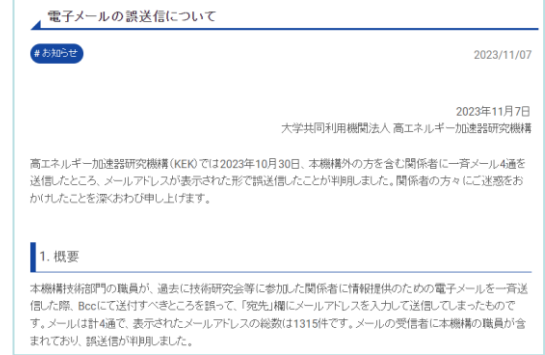 電子メールの誤送信について
#お知らせ
2023/11/07
2023年11月7日
大学共同利用機関法人 高エネルギー加速器研究機構
高エネルギー加速器研究機構(KEK)では2023年10月30日、本機構外の方を含む関係者に一斉メール4通を
送信したところ、メールアドレスが表示された形で誤送信したことが判明しました。関係者の方々にご迷惑をお
かけしたことを深くおわび申し上げます。
1. 概要
本機構技術部門の職員が、過去に技術研究会等に参加した関係者に情報提供のための電子メールを一斉送
信した際、Bccにて送付すべきところを誤って、「宛先」欄にメールアドレスを入力して送信してしまったもので
す。メールは計4通で、表示されたメールアドレスの総数は1315件です。メールの受信者に本機構の職員が含
まれており、誤送信が判明しました。